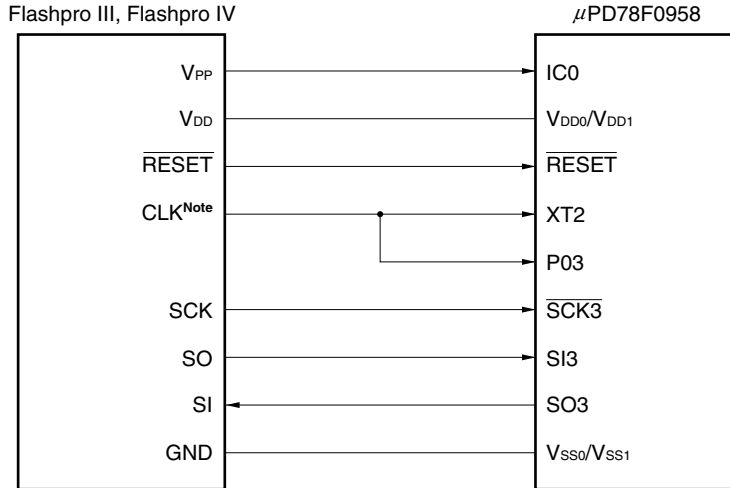 Flashpro III, Flashpro IV μPD78F0958
VPP IC0
VDD VDD0/VDD1
RESET RESET
CLKNote XT2
P03
SCK SCK3
SO SI3
SI SO3
GND VSS0/VSS1